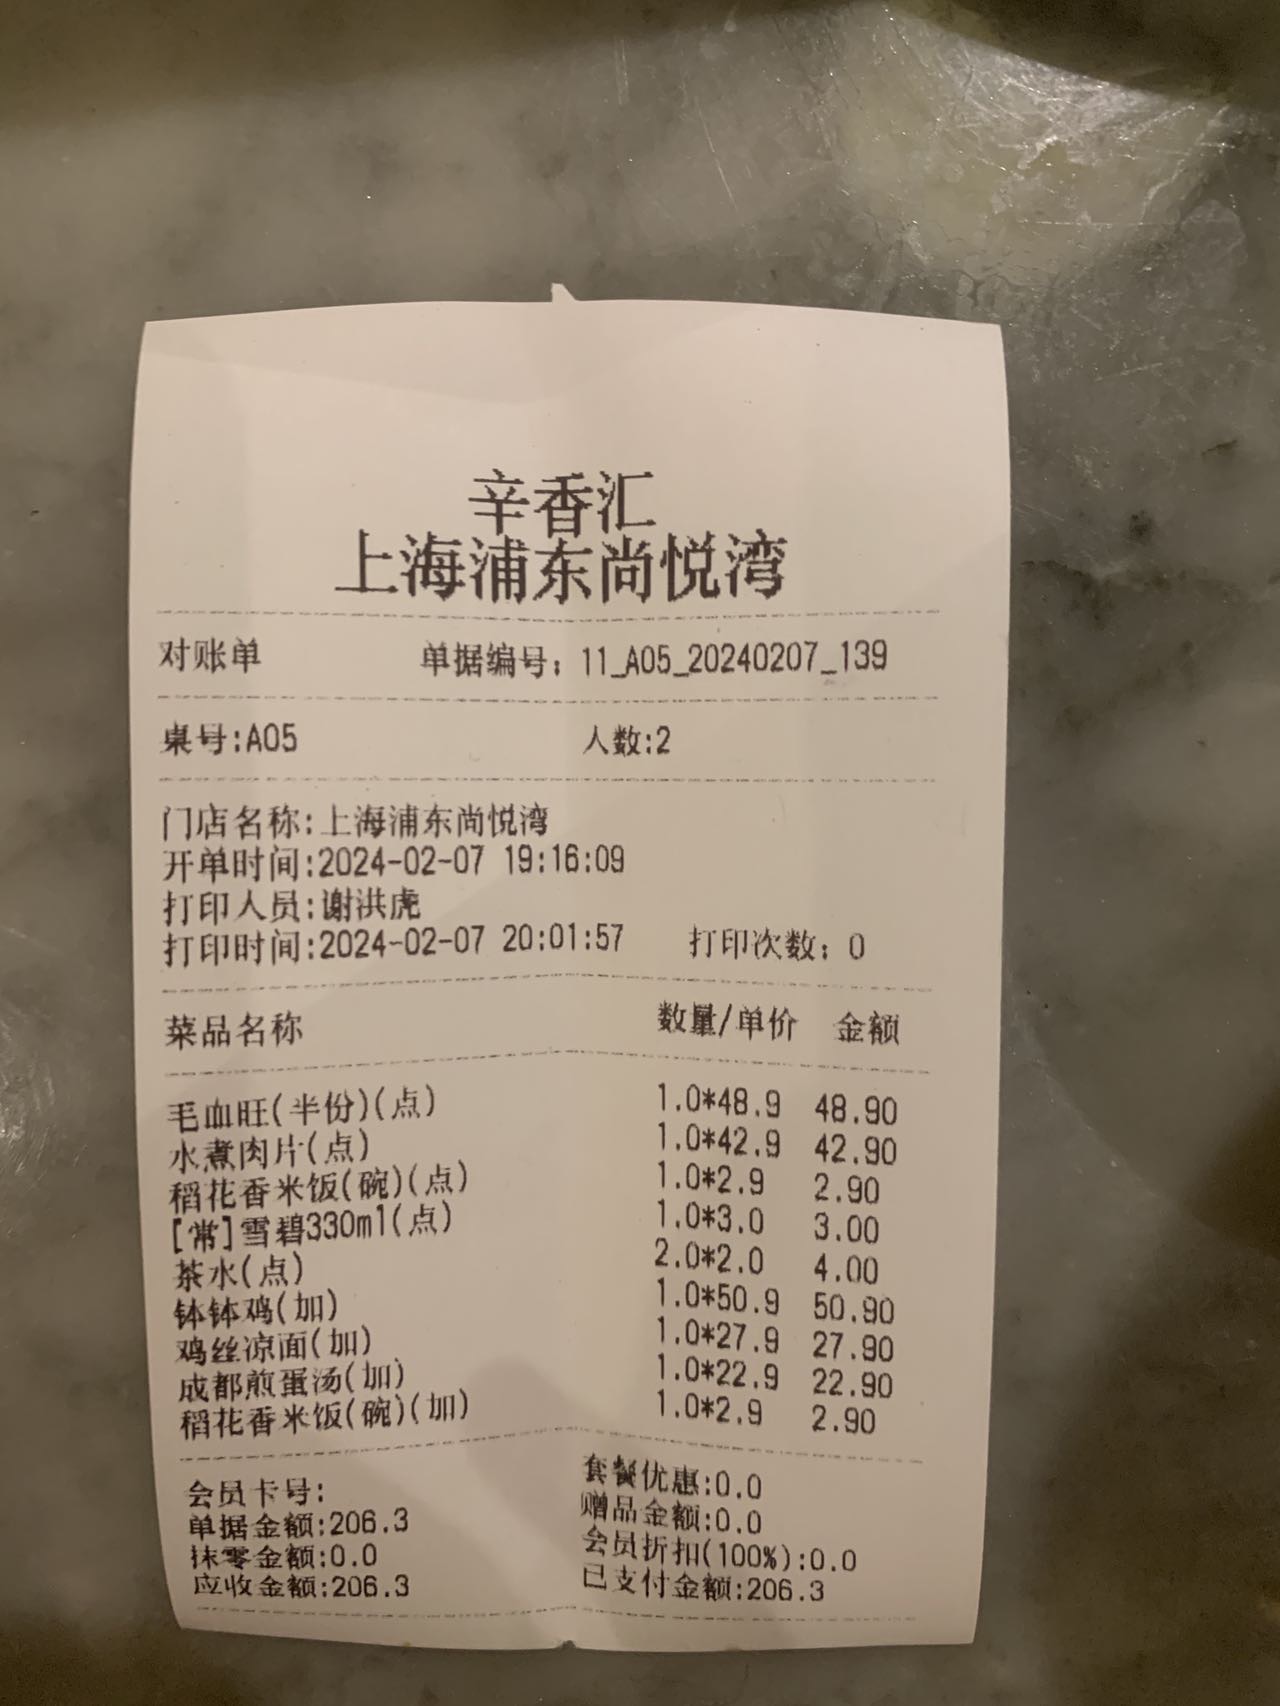 辛香汇
上海浦东尚悦湾
对账单 单据编号：11_A05_20240207_139
桌号:A05 人数:2
门店名称:上海浦东尚悦湾
开单时间:2024-02-07 19:16:09
打印人员:谢洪虎
打印时间:2024-02-07 20:01:57 打印次数：0
菜品名称 数量/单价 金额
毛血旺(半份)(点) 1.0*48.9 48.90
水煮肉片(点) 1.0*42.9 42.90
稻花香米饭(碗)(点) 1.0*2.9 2.90
[常]雪碧330ml(点) 1.0*3.0 3.00
茶水(点) 2.0*2.0 4.00
钵钵鸡(加) 1.0*50.9 50.90
鸡丝凉面(加) 1.0*27.9 27.90
成都煎蛋汤(加) 1.0*22.9 22.90
稻花香米饭(碗)(加) 1.0*2.9 2.90
会员卡号: 套餐优惠:0.0
单据金额:206.3 赠品金额:0.0
抹零金额:0.0 会员折扣(100%):0.0
应收金额:206.3 已支付金额:206.3